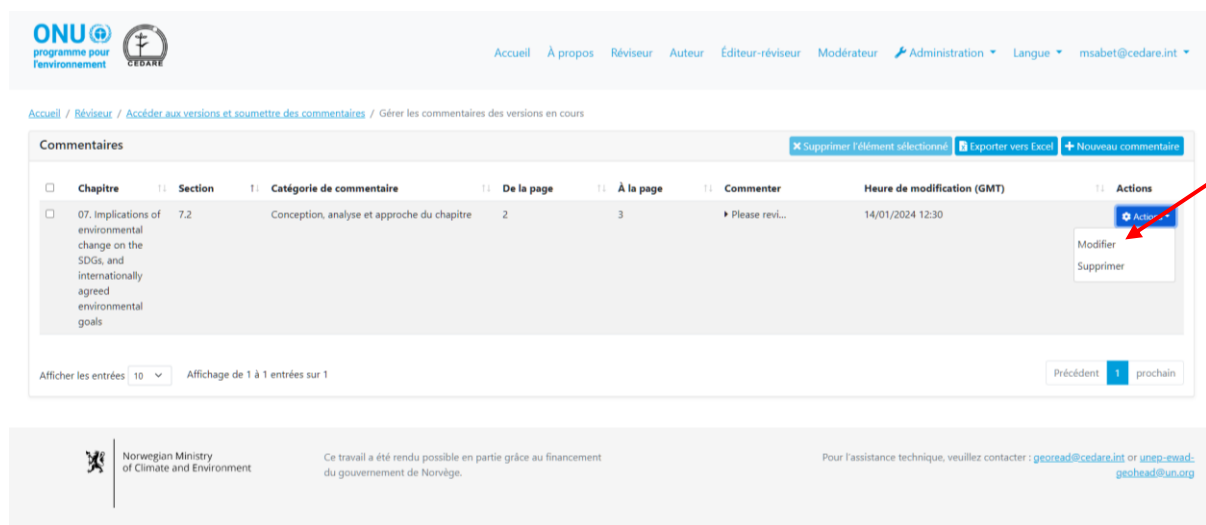 ONU
programme pour
l'environnement
CEDARE
Accueil À propos Réviseur Auteur Éditeur-réviseur Modérateur Administration Langue msabet@cedare.int
Accueil / Réviseur / Accéder aux versions et soumettre des commentaires / Gérer les commentaires des versions en cours
Commentaires
Supprimer l'élément sélectionné Exporter vers Excel Nouveau commentaire
Chapitre Section Catégorie de commentaire De la page À la page Commenter Heure de modification (GMT) Actions
07. Implications of 7.2 Conception, analyse et approche du chapitre 2 3 Please revi... 14/01/2024 12:30 Actions
environmental
change on the
SDGs, and
internationally
agreed
environmental
goals
Modifier
Supprimer
Afficher les entrées 10 Affichage de 1 à 1 entrées sur 1
Précédent 1 prochain
Norwegian Ministry
of Climate and Environment
Ce travail a été rendu possible en partie grâce au financement
du gouvernement de Norvège.
Pour l'assistance technique, veuillez contacter : georead@cedare.int or unep-ewad-
geohead@un.org